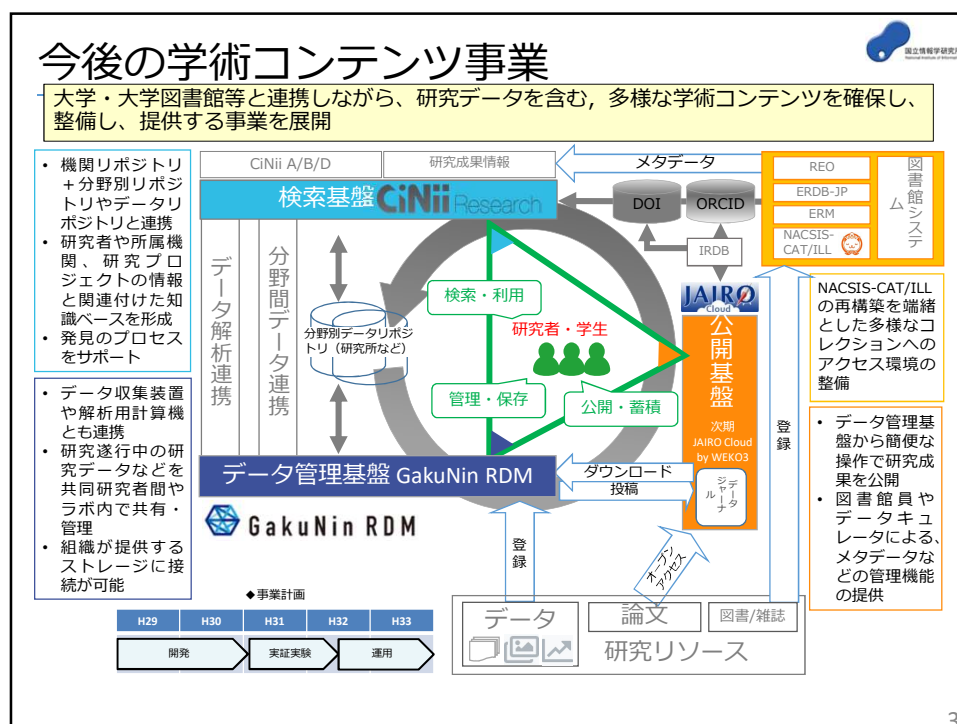 今後の学術コンテンツ事業
国立情報学研究所
大学・大学図書館等と連携しながら、研究データを含む，多様な学術コンテンツを確保し、
整備し、提供する事業を展開
• 機関リポジトリ
＋分野別リポジ
トリやデータリ
ポジトリと連携
• 研究者や所属機
関、研究プロ
ジェクトの情報
と関連付けた知
識ベースを形成
• 発見のプロセス
をサポート
• データ収集装置
や解析用計算機
とも連携
• 研究遂行中の研
究データなどを
共同研究者間や
ラボ内で共有・
管理
• 組織が提供する
ストレージに接
続が可能
CiNii A/B/D
研究成果情報
メタデータ
検索基盤 CiNii Research
データ解析連携
分野間データ連携
分野別データリポジ
トリ（研究所など）
検索・利用
研究者・学生
管理・保存
公開・蓄積
DOI
ORCID
IRDB
JAIRO
Cloud
公開基盤
次期
JAIRO Cloud
by WEKO3
データ
ジャーナ
ル
データ管理基盤 GakuNin RDM
ダウンロード
投稿
GakuNin RDM
登録
オープン
アクセス
登録
REO
ERDB-JP
ERM
NACSIS-
CAT/ILL
図書館システ
ム
NACSIS-CAT/ILL
の再構築を端緒
とした多様なコ
レクションへの
アクセス環境の
整備
• データ管理基
盤から簡便な
操作で研究成
果を公開
• 図書館員や
データキュ
レータによる、
メタデータな
どの管理機能
の提供
◆事業計画
H29 H30 H31 H32 H33
開発 実証実験 運用
データ
論文
図書/雑誌
研究リソース
3